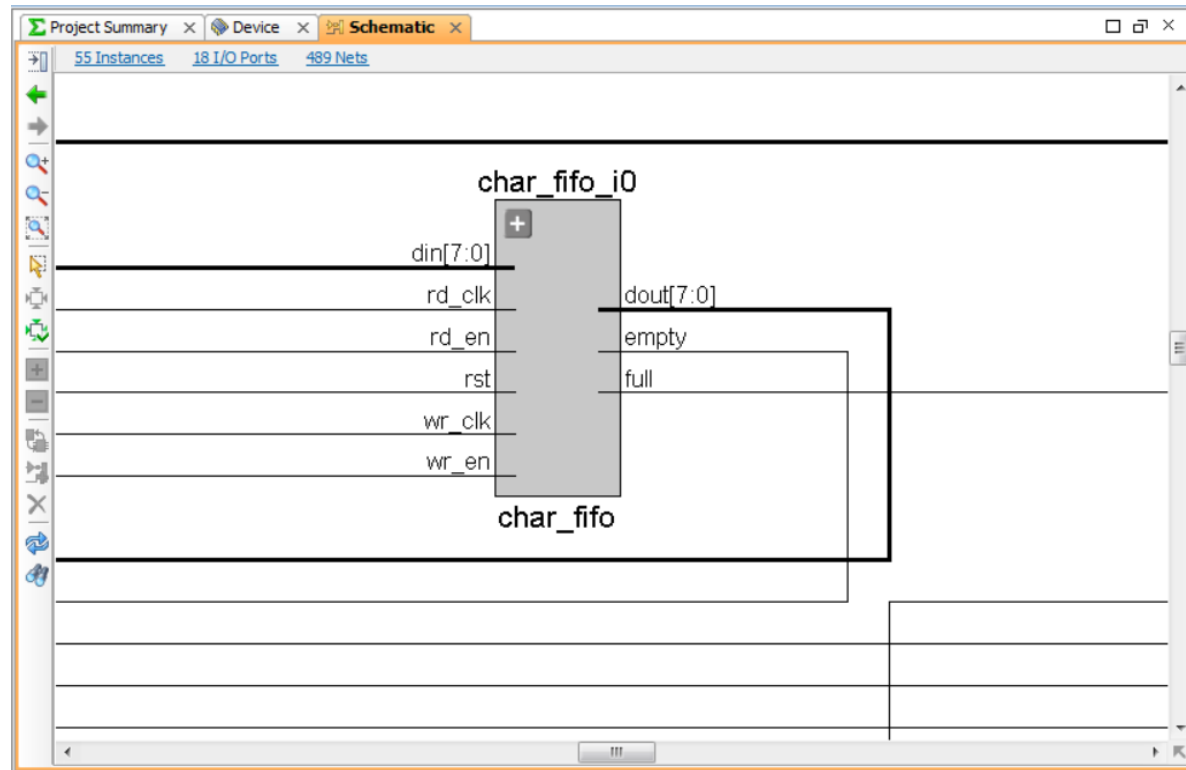 Project Summary Device Schematic
55 Instances 18 I/O Ports 489 Nets
char_fifo_i0
din[7:0]
rd_clk dout[7:0]
rd_en empty
rst full
wr_clk
wr_en
char_fifo